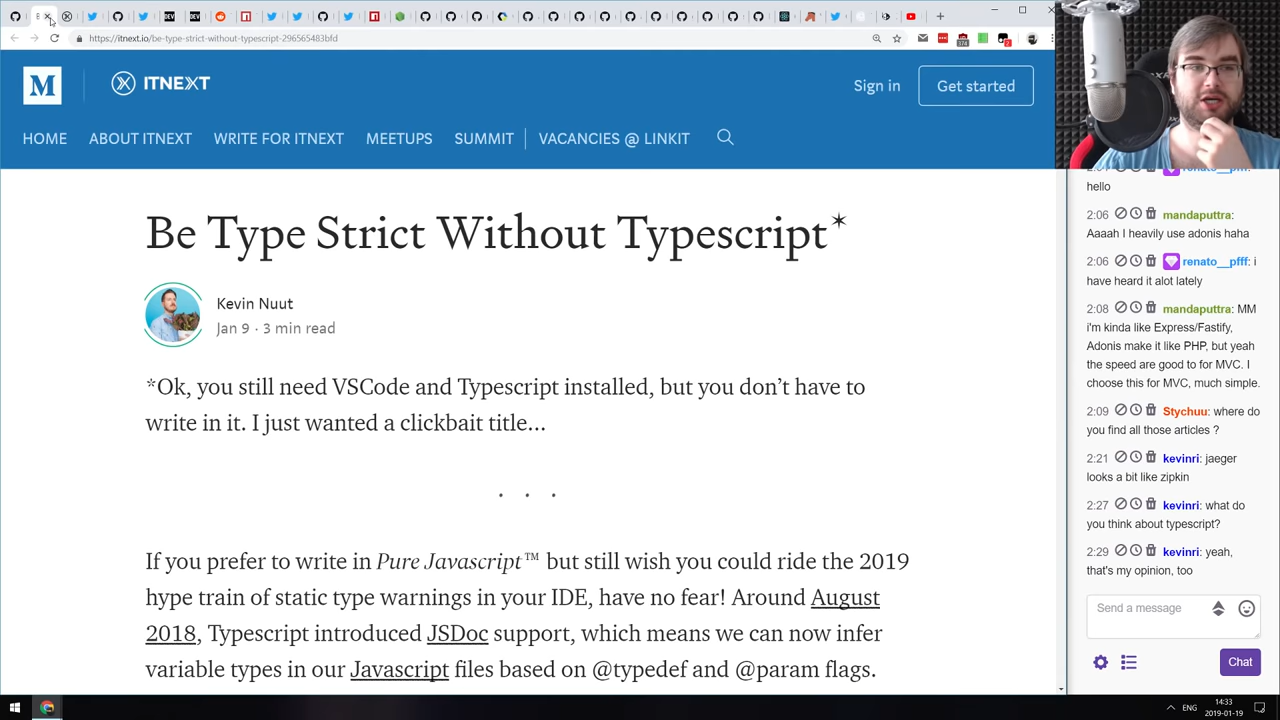 https://itnext.io/be-type-strict-without-typescript-296565483bfd
M
ITNEXT
Sign in
Get started
HOME
ABOUT ITNEXT
WRITE FOR ITNEXT
MEETUPS
SUMMIT
VACANCIES @ LINKIT
Be Type Strict Without Typescript*
Kevin Nuut
Jan 9 · 3 min read
*Ok, you still need VSCode and Typescript installed, but you don’t have to
write in it. I just wanted a clickbait title…
. . .
If you prefer to write in Pure Javascript™ but still wish you could ride the 2019
hype train of static type warnings in your IDE, have no fear! Around August
2018, Typescript introduced JSDoc support, which means we can now infer
variable types in our Javascript files based on @typedef and @param flags.
hello
2:06 mandaputtra:
Aaaah I heavily use adonis haha
2:06 renato__pfff: i
have heard it alot lately
2:08 mandaputtra: MM
i'm kinda like Express/Fastify,
Adonis make it like PHP, but yeah
the speed are good to for MVC. I
choose this for MVC, much simple.
2:09 Stychuu: where do
you find all those articles ?
2:21 kevinri: jaeger
looks a bit like zipkin
2:27 kevinri: what do
you think about typescript?
2:29 kevinri: yeah,
that's my opinion, too
Send a message
Chat
ENG
14:33
2019-01-19